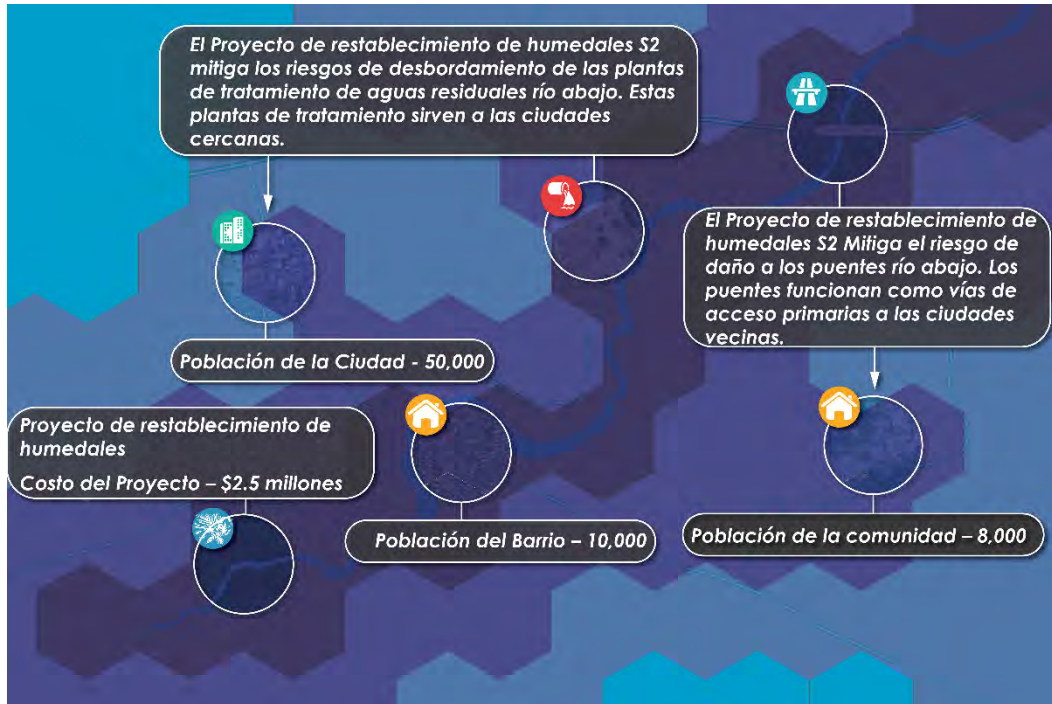 El Proyecto de restablecimiento de humedales S2
mitiga los riesgos de desbordamiento de las plantas
de tratamiento de aguas residuales río abajo. Estas
plantas de tratamiento sirven a las ciudades
cercanas.
El Proyecto de restablecimiento de
humedales S2 Mitiga el riesgo de
daño a los puentes río abajo. Los
puentes funcionan como vías de
acceso primarias a las ciudades
vecinas.
Población de la Ciudad - 50,000
Proyecto de restablecimiento de
humedales
Costo del Proyecto – $2.5 millones
Población del Barrio – 10,000
Población de la comunidad – 8,000